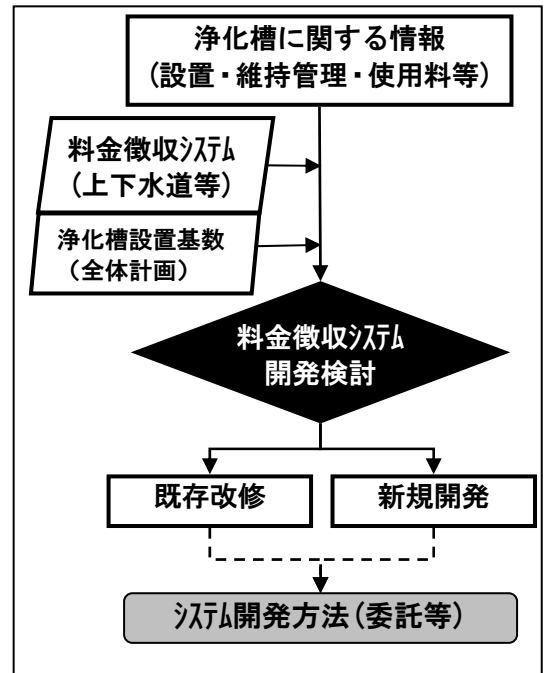 浄化槽に関する情報
（設置・維持管理・使用料等）
料金徴収ｼｽﾃﾑ
（上下水道等）
浄化槽設置基数
（全体計画）
料金徴収ｼｽﾃﾑ
開発検討
既存改修
新規開発
ｼｽﾃﾑ開発方法（委託等）